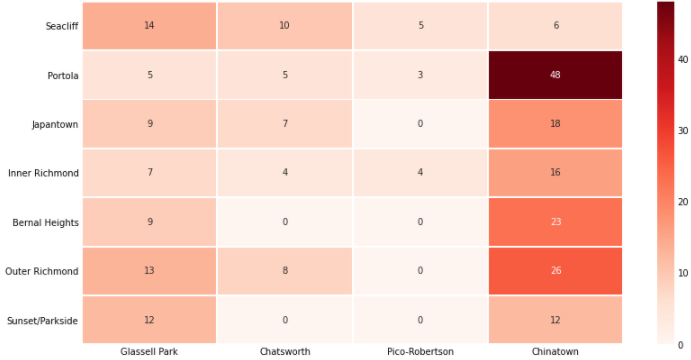 Seacliff 14 10 5 6
Portola 5 5 3 48
Japantown 9 7 0 18
Inner Richmond 7 4 4 16
Bernal Heights 9 0 0 23
Outer Richmond 13 8 0 26
Sunset/Parkside 12 0 0 12
Glassell Park Chatsworth Pico-Robertson Chinatown
40
30
20
10
0